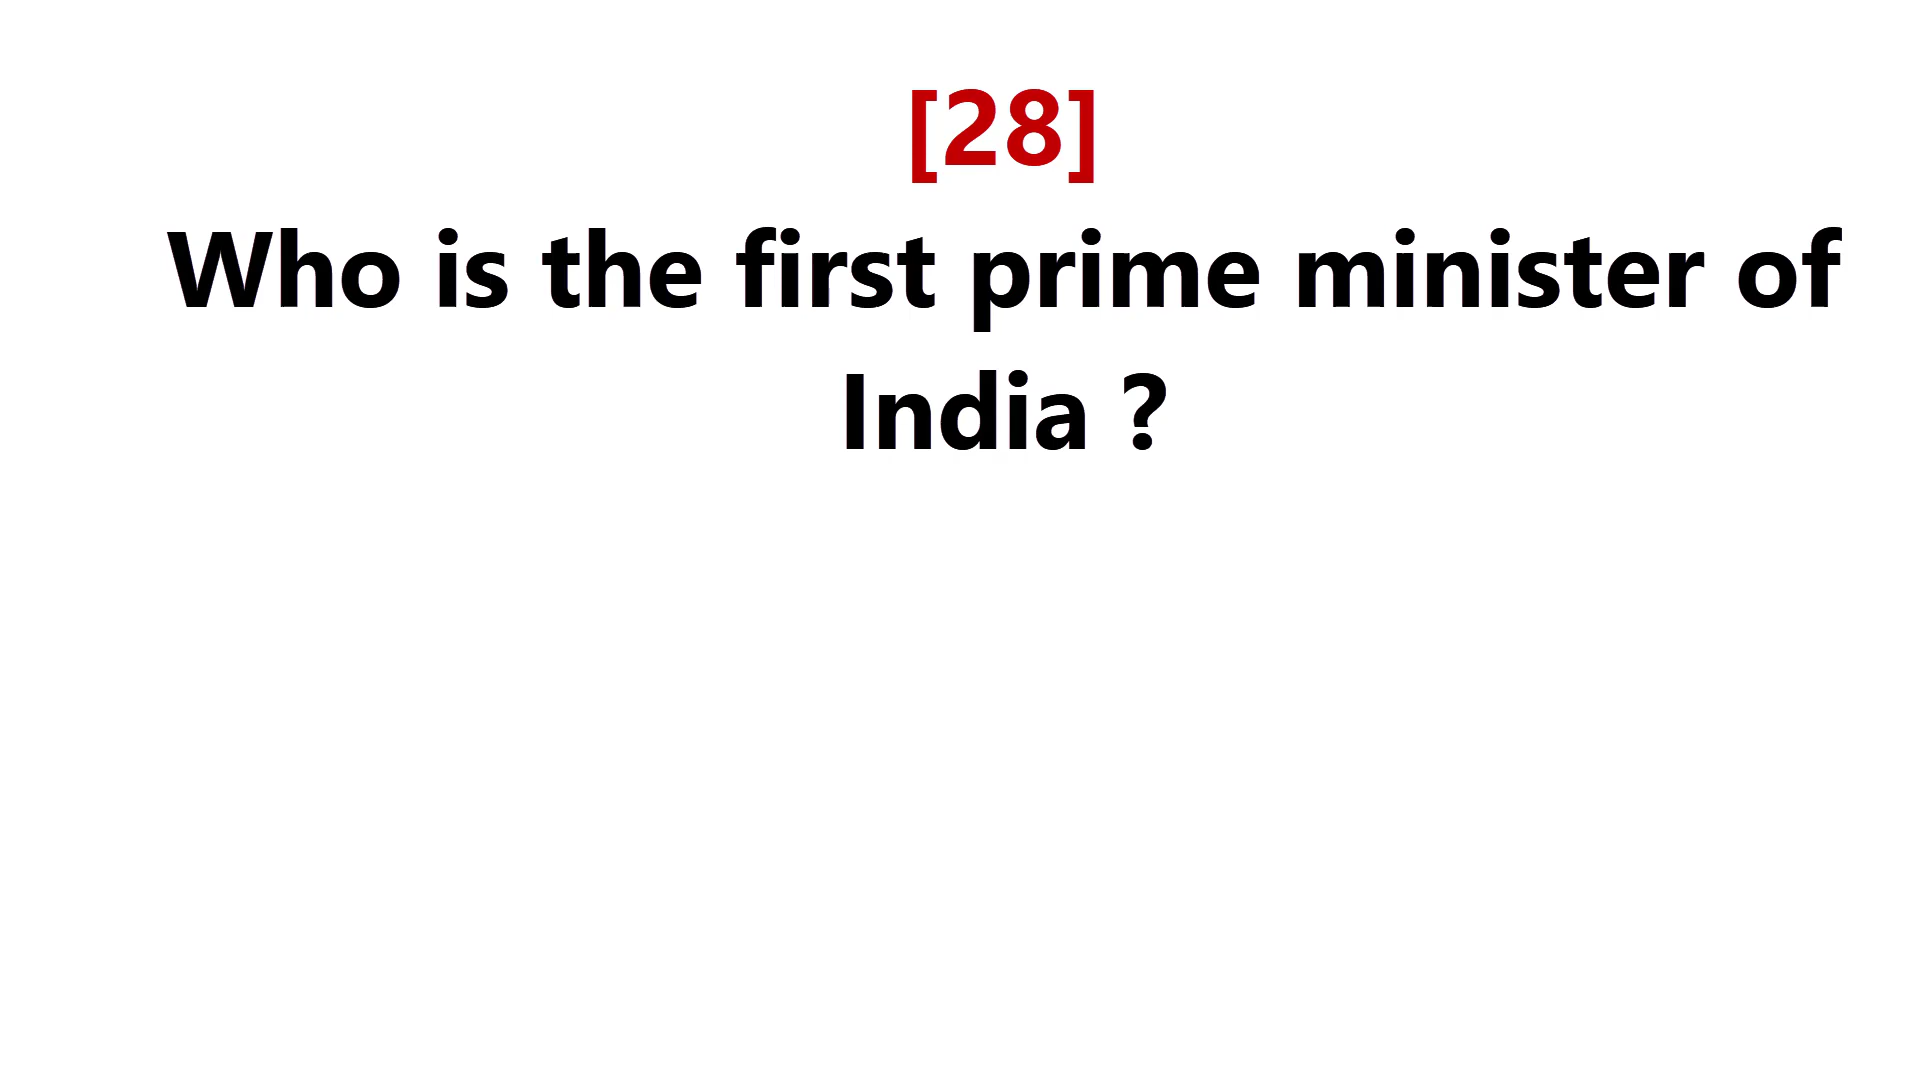 [28]
Who is the first prime minister of
India ?